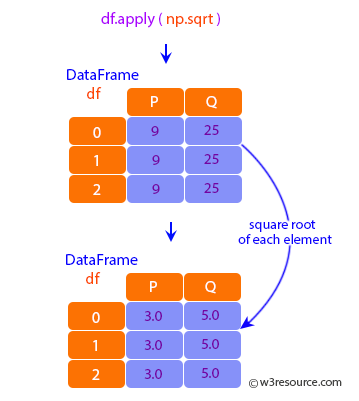 df.apply ( np.sqrt )
DataFrame
df
P Q
0 9 25
1 9 25
2 9 25
square root
of each element
DataFrame
df
P Q
0 3.0 5.0
1 3.0 5.0
2 3.0 5.0
© w3resource.com